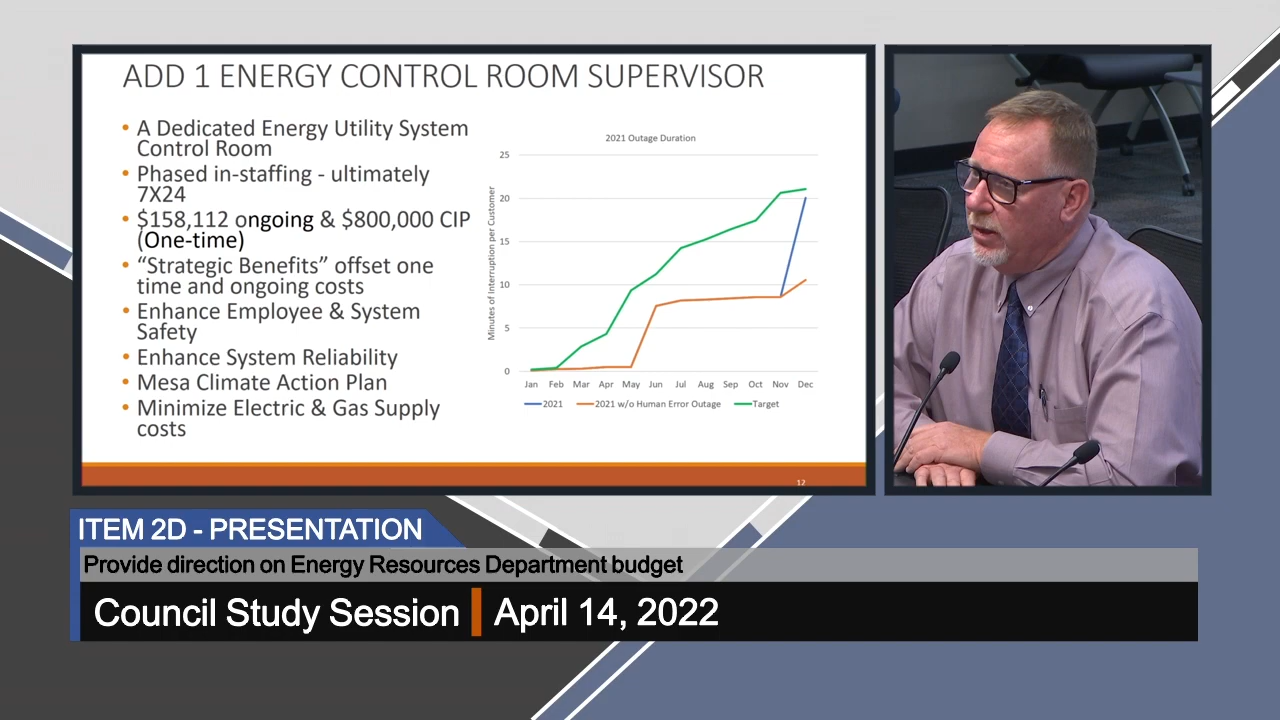 ADD 1 ENERGY CONTROL ROOM SUPERVISOR
• A Dedicated Energy Utility System
Control Room
• Phased in-staffing - ultimately
7X24
• $158,112 ongoing & $800,000 CIP
(One-time)
• “Strategic Benefits” offset one
time and ongoing costs
• Enhance Employee & System
Safety
• Enhance System Reliability
• Mesa Climate Action Plan
• Minimize Electric & Gas Supply
costs
2021 Outage Duration
Minutes of Interruption per Customer
25
20
15
10
5
0
Jan Feb Mar Apr May Jun Jul Aug Sep Oct Nov Dec
2021 2021 w/o Human Error Outage Target
12
ITEM 2D - PRESENTATION
Provide direction on Energy Resources Department budget
Council Study Session April 14, 2022